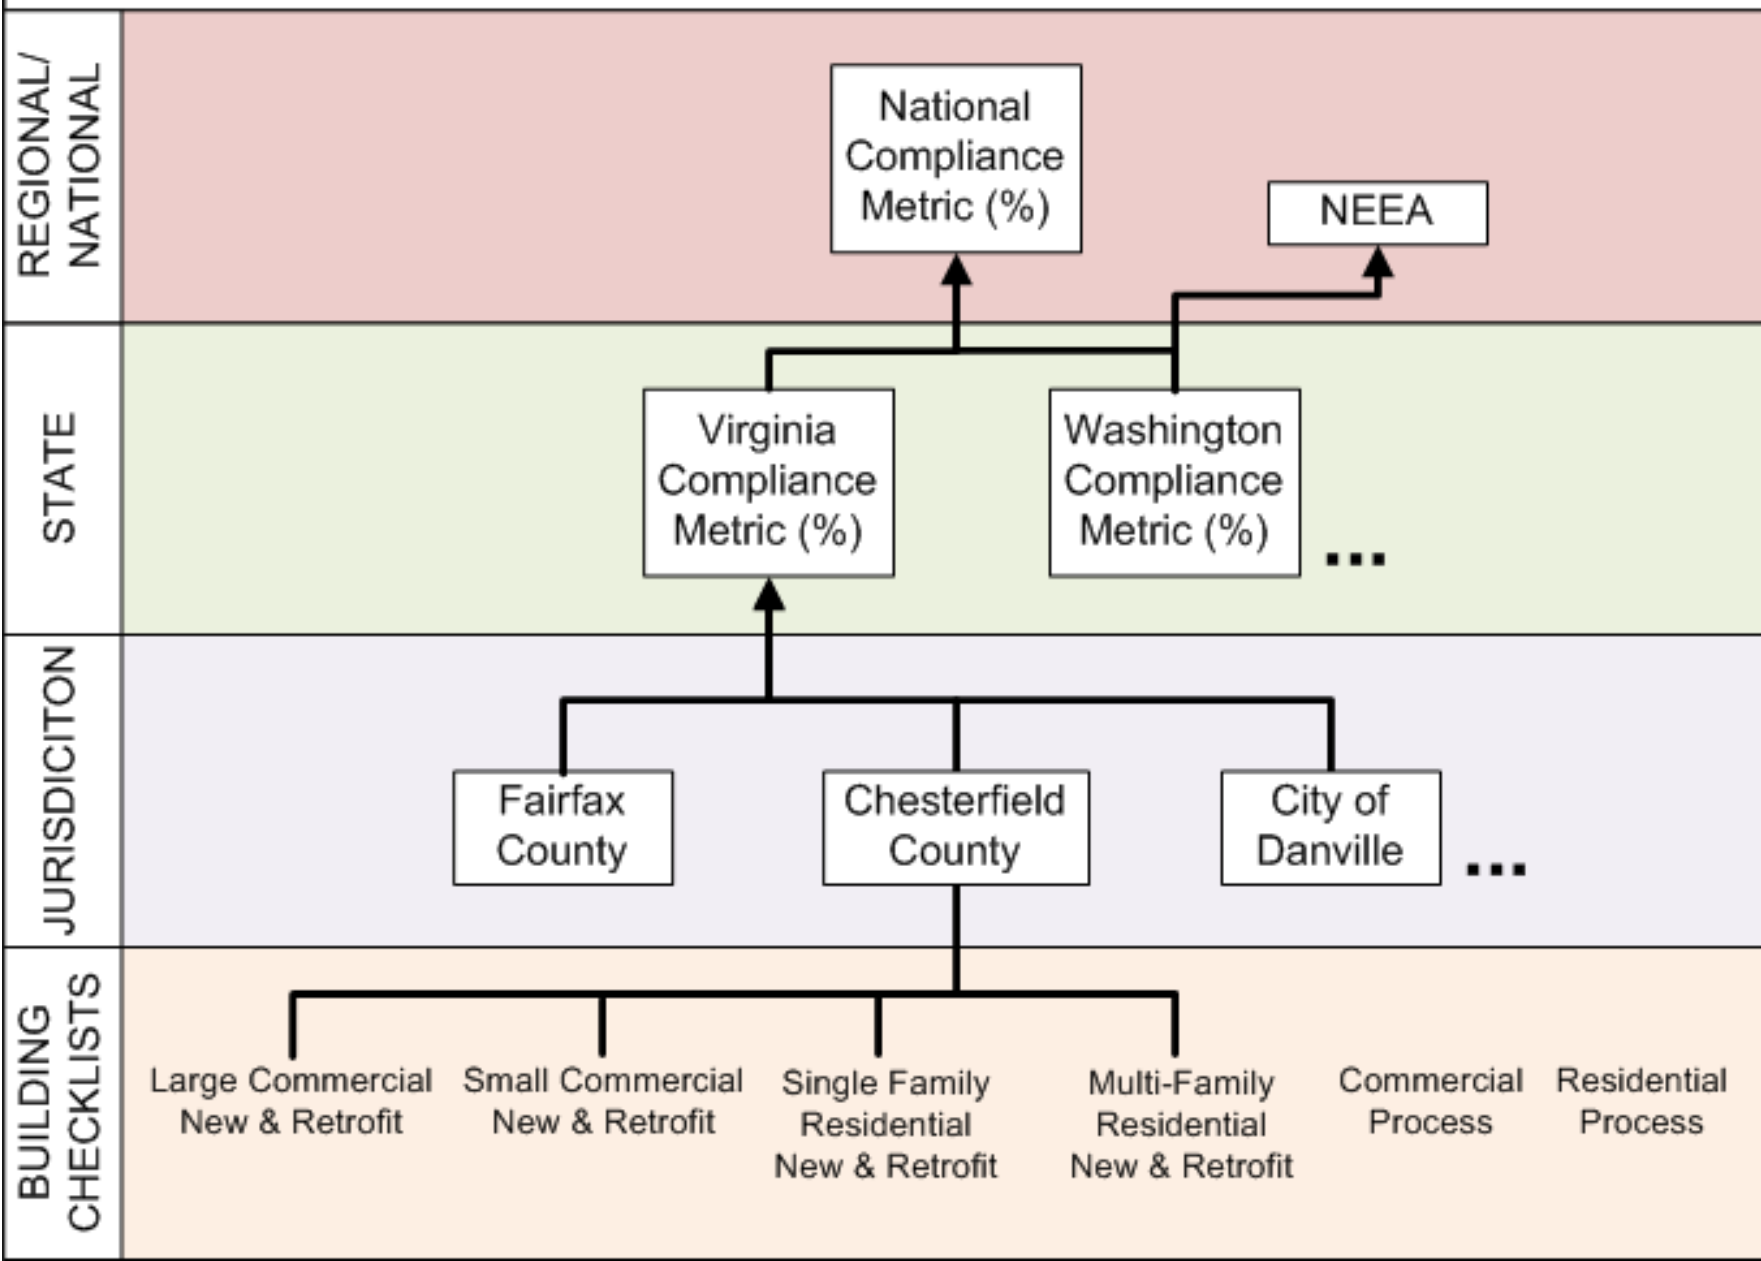 REGIONAL/
NATIONAL
National
Compliance
Metric (%)
NEEA
STATE
Virginia
Compliance
Metric (%)
Washington
Compliance
Metric (%)
...
JURISDICITON
Fairfax
County
Chesterfield
County
City of
Danville
...
BUILDING
CHECKLISTS
Large Commercial
New & Retrofit
Small Commercial
New & Retrofit
Single Family
Residential
New & Retrofit
Multi-Family
Residential
New & Retrofit
Commercial
Process
Residential
Process